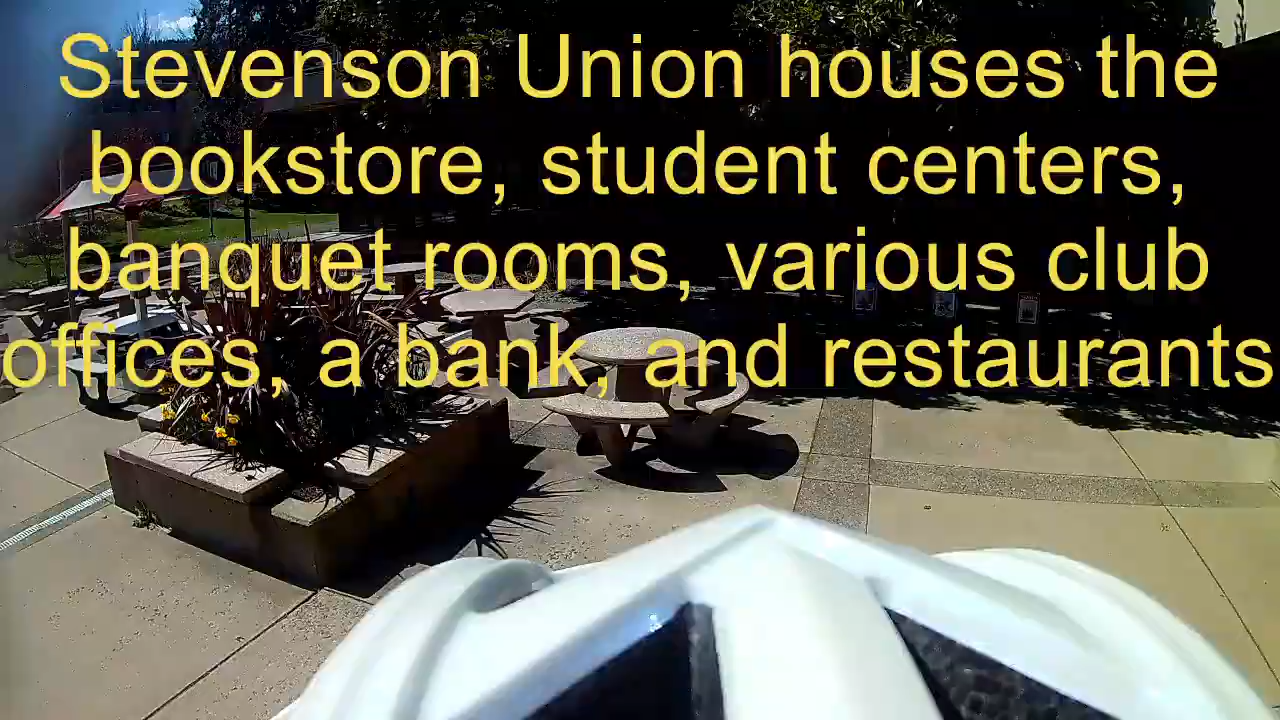 Stevenson Union houses the
bookstore, student centers,
banquet rooms, various club
offices, a bank, and restaurants